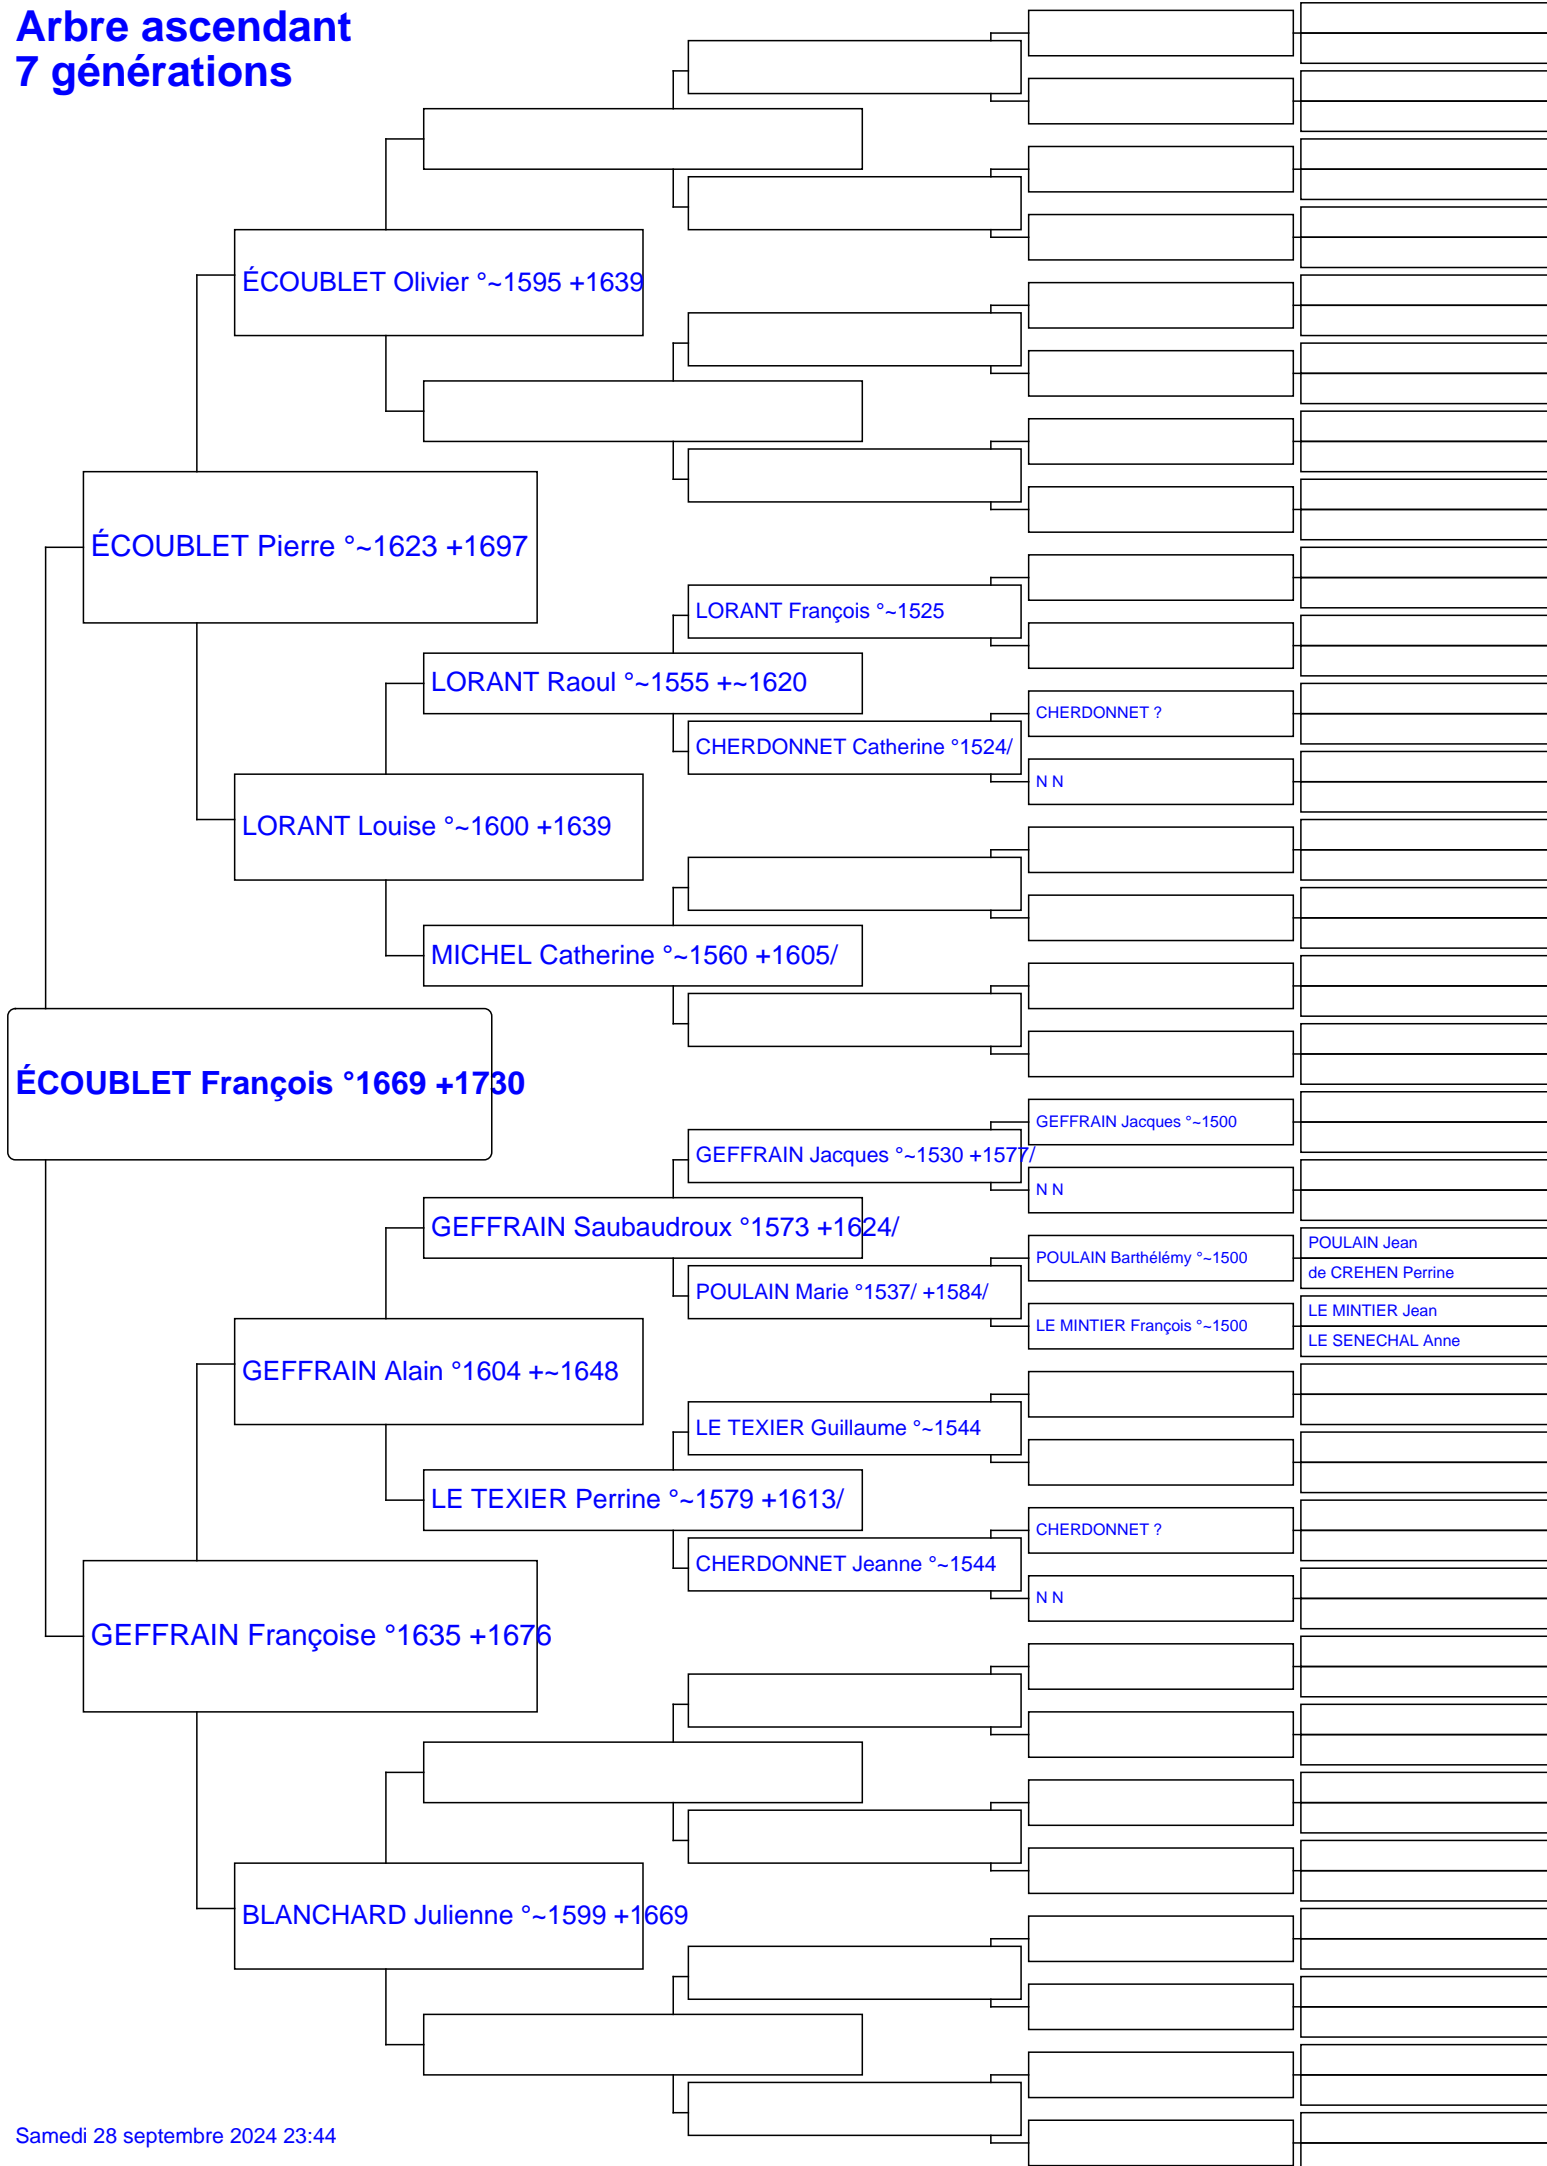 Arbre ascendant
7 générations
ÉCOUBLET Olivier °~1595 +1639
ÉCOUBLET Pierre °~1623 +1697
LORANT François °~1525
LORANT Raoul °~1555 +~1620
CHERDONNET ?
CHERDONNET Catherine °1524/
N N
LORANT Louise °~1600 +1639
MICHEL Catherine °~1560 +1605/
ÉCOUBLET François °1669 +1730
GEFFRAIN Jacques °~1500
GEFFRAIN Jacques °~1530 +1577/
N N
GEFFRAIN Saubaudroux °1573 +1624/
POULAIN Jean
POULAIN Barthélémy °~1500
de CREHEN Perrine
POULAIN Marie °1537/ +1584/
LE MINTIER Jean
LE MINTIER François °~1500
LE SENECHAL Anne
GEFFRAIN Alain °1604 +~1648
LE TEXIER Guillaume °~1544
LE TEXIER Perrine °~1579 +1613/
CHERDONNET ?
CHERDONNET Jeanne °~1544
N N
GEFFRAIN Françoise °1635 +1676
BLANCHARD Julienne °~1599 +1669
Samedi 28 septembre 2024 23:44